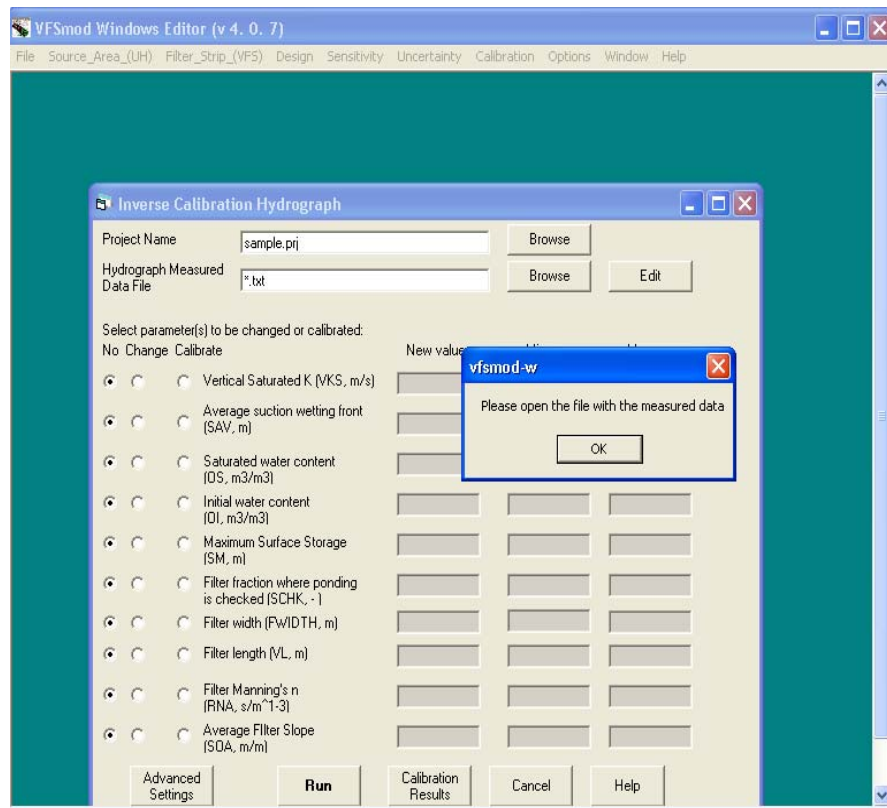 VFSmod Windows Editor (v 4. 0. 7)
File Source_Area_(UH) Filter_Strip_(VFS) Design Sensitivity Uncertainty Calibration Options Window Help
Inverse Calibration Hydrograph
Project Name sample.prj Browse
Hydrograph Measured
Data File *.txt Browse Edit
Select parameter(s) to be changed or calibrated:
No Change Calibrate New value
Vertical Saturated K (VKS, m/s)
Average suction wetting front
(SAV, m)
Saturated water content
(OS, m3/m3)
Initial water content
(OI, m3/m3)
Maximum Surface Storage
(SM, m)
Filter fraction where ponding
is checked (SCHK, - )
Filter width (FWIDTH, m)
Filter length (VL, m)
Filter Manning's n
(RNA, s/m^1-3)
Average FIlter Slope
(SOA, m/m)
Advanced
Settings
Run
Calibration
Results
Cancel
Help
vfsmod-w
Please open the file with the measured data
OK